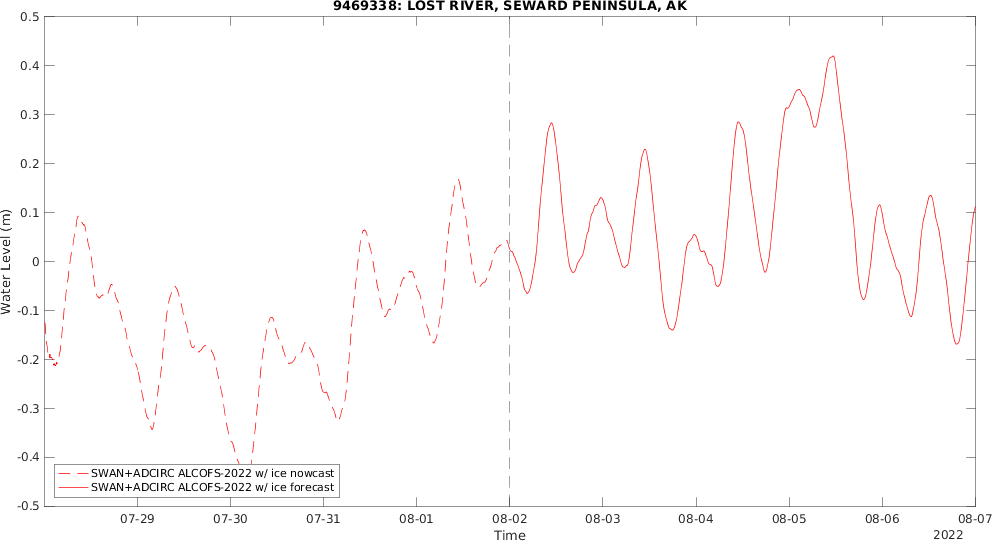 9469338: LOST RIVER, SEWARD PENINSULA, AK
0.5
0.4
0.3
0.2
0.1
0
-0.1
-0.2
-0.3
-0.4
-0.5
Water Level (m)
SWAN+ADCIRC ALCOFS-2022 w/ ice nowcast
SWAN+ADCIRC ALCOFS-2022 w/ ice forecast
07-29 07-30 07-31 08-01 08-02 08-03 08-04 08-05 08-06 08-07
Time
2022